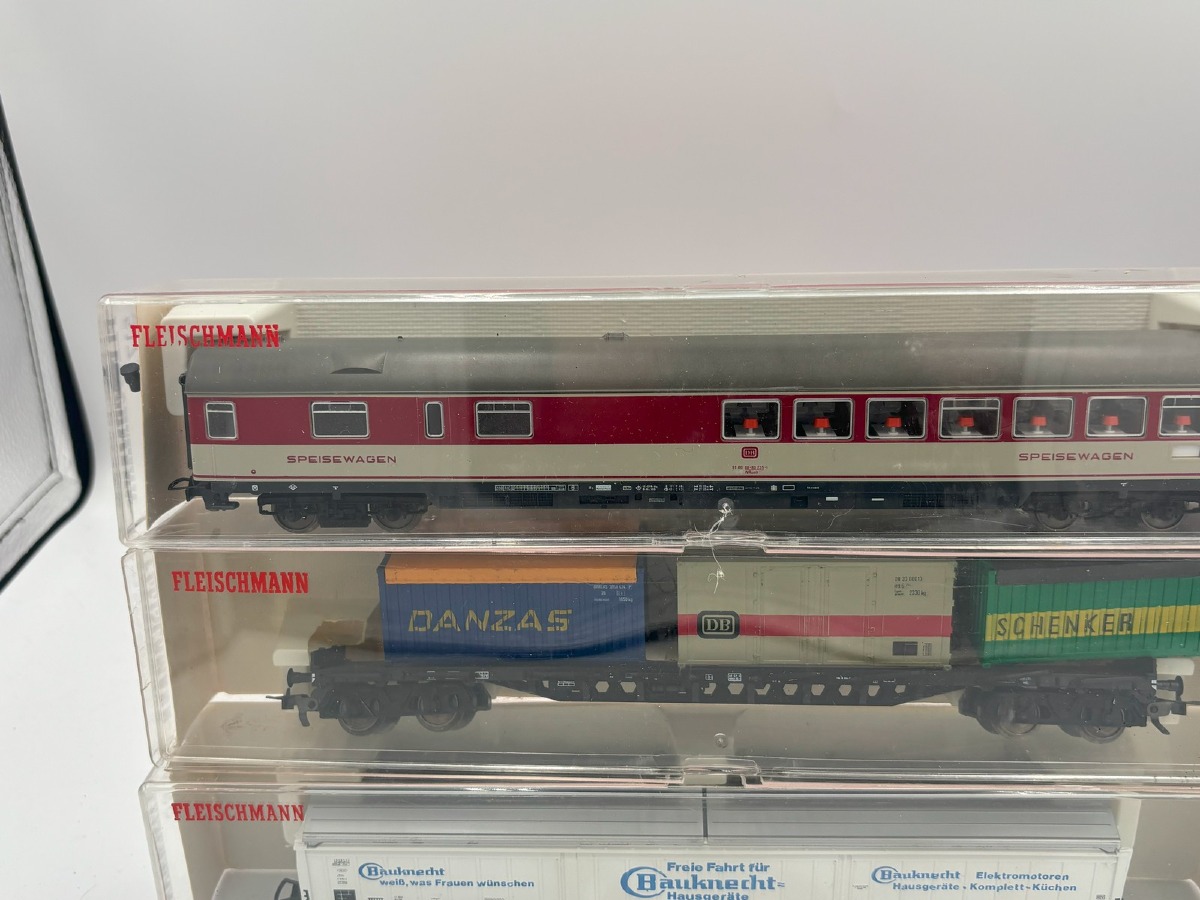 FLEISCHMANN
SPEISEWAGEN
DB
SPEISEWAGEN
FLEISCHMANN
DANZAS
DB
SCHENKER
FLEISCHMANN
Bauknecht
weiß, was Frauen wünschen
Freie Fahrt für
Bauknecht-
Hausgeräte
Bauknecht Elektromotoren
Hausgeräte · Komplett-Küchen